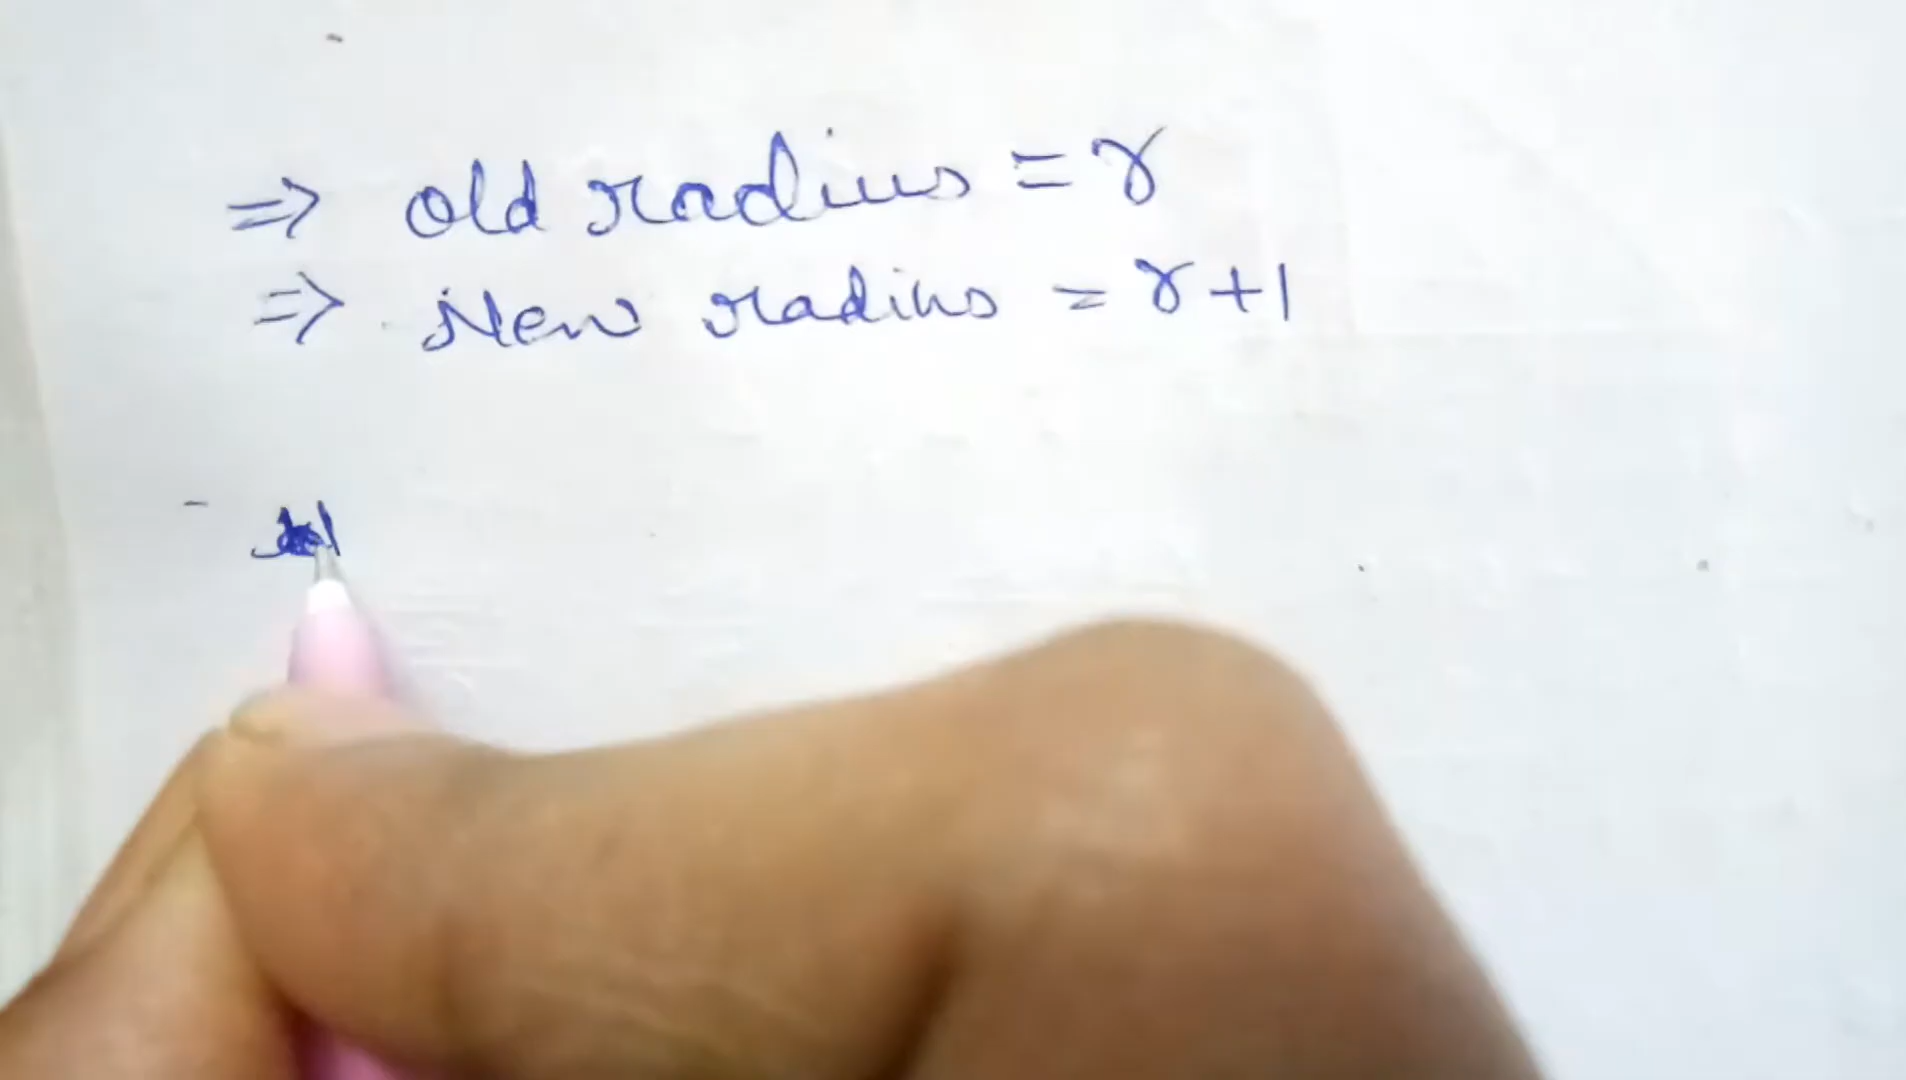 ⇒ old radius = r
⇒ New radius = r+1